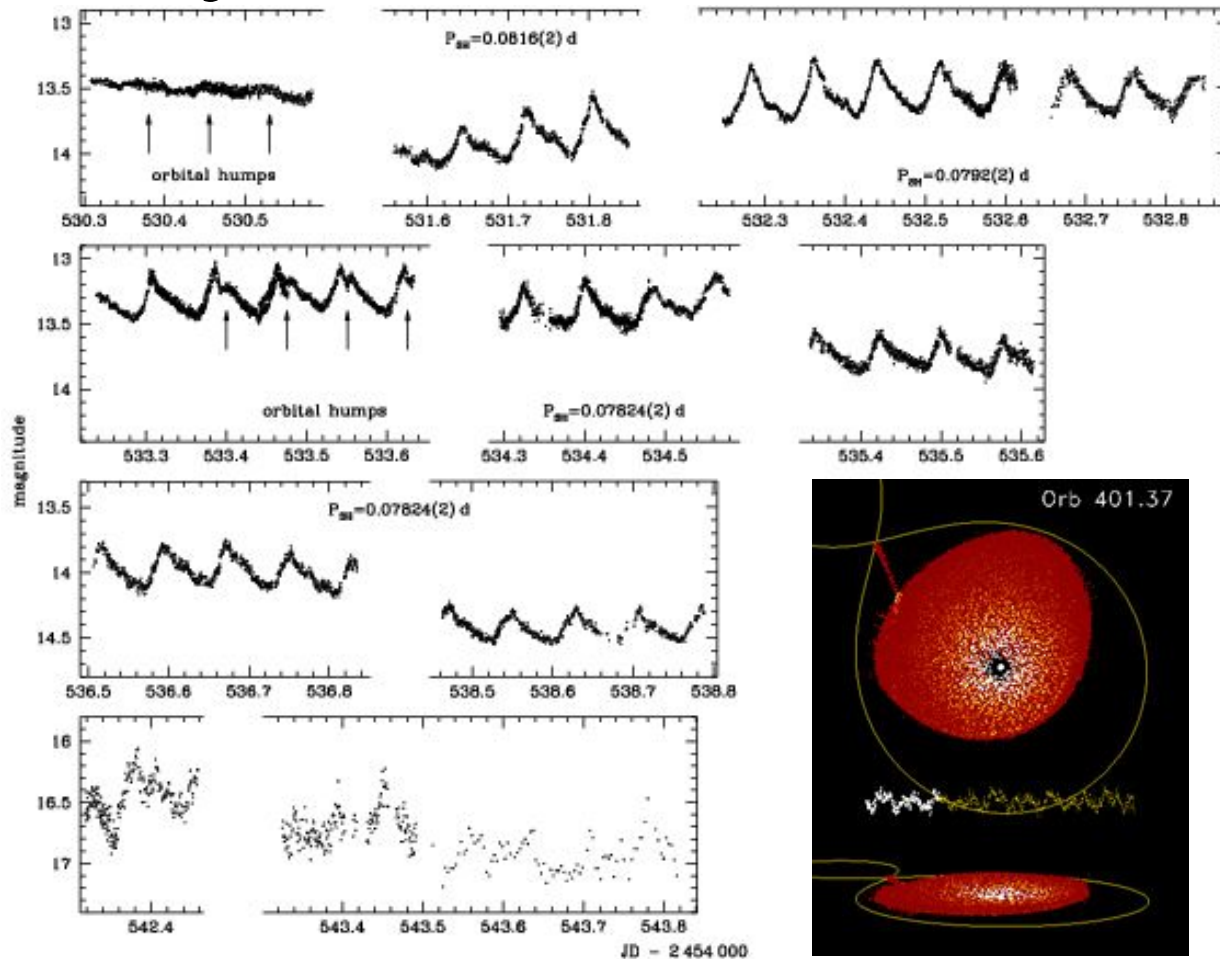 13
13.5
14
P_SH=0.0816(2) d
P_SH=0.0792(2) d
orbital humps
530.3 530.4 530.5 531.6 531.7 531.8 532.3 532.4 532.5 532.6 532.7 532.8
13
13.5
14
orbital humps
P_SH=0.07824(2) d
533.3 533.4 533.5 533.6 534.3 534.4 534.5 535.4 535.5 535.6
magnitude
13.5
14
14.5
P_SH=0.07824(2) d
536.5 536.6 536.7 536.8 538.5 538.6 538.7 538.8
Orb 401.37
16
16.5
17
542.4 543.4 543.5 543.6 543.7 543.8
JD - 2 454 000